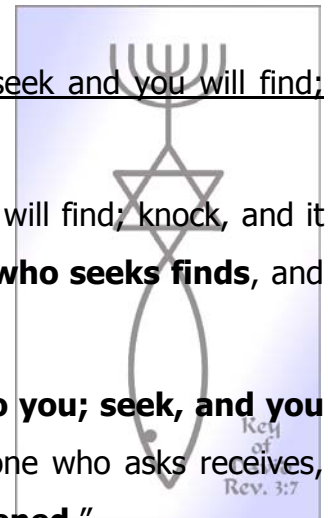 seek and you will find;
will find; knock, and it
who seeks finds, and
you; seek, and you
one who asks receives,
Key
of
Rev. 3:7